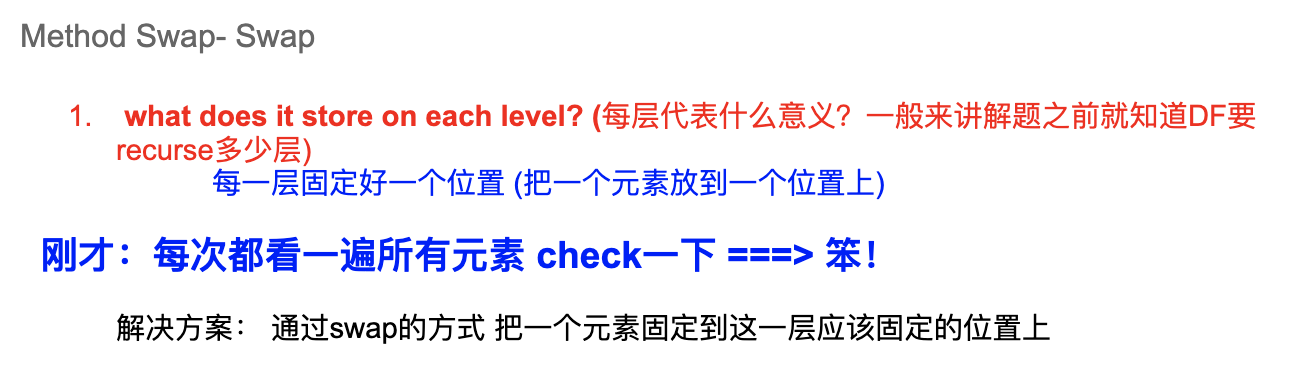 Method Swap- Swap
1. what does it store on each level? (每层代表什么意义？一般来讲解题之前就知道DF要
recurse多少层)
每一层固定好一个位置 (把一个元素放到一个位置上)
刚才：每次都看一遍所有元素 check一下 ===> 笨！
解决方案： 通过swap的方式 把一个元素固定到这一层应该固定的位置上